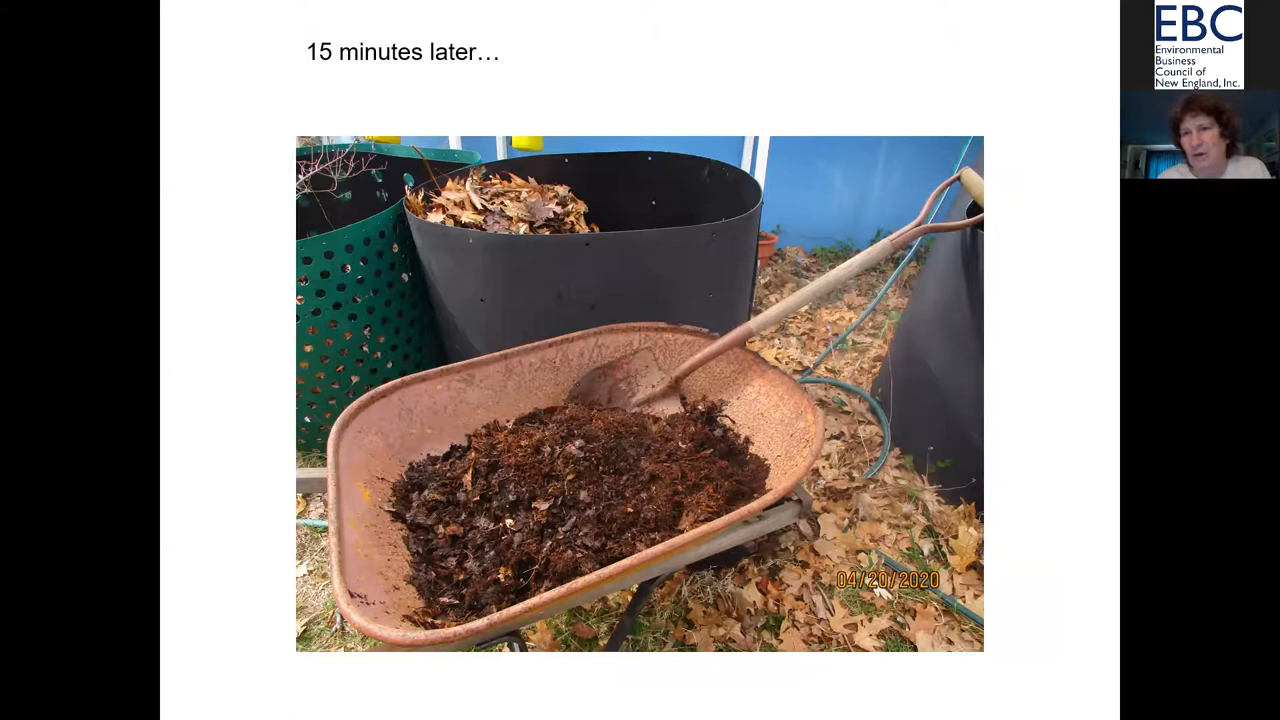 15 minutes later…
EBC
Environmental
Business
Council of
New England, Inc.
04/20/2020